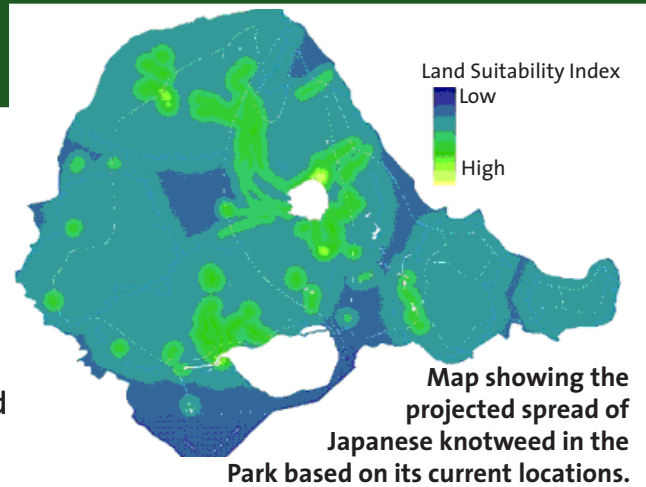 Land Suitability Index
Low
High
d
Map showing the
projected spread of
Japanese knotweed in the
Park based on its current locations.